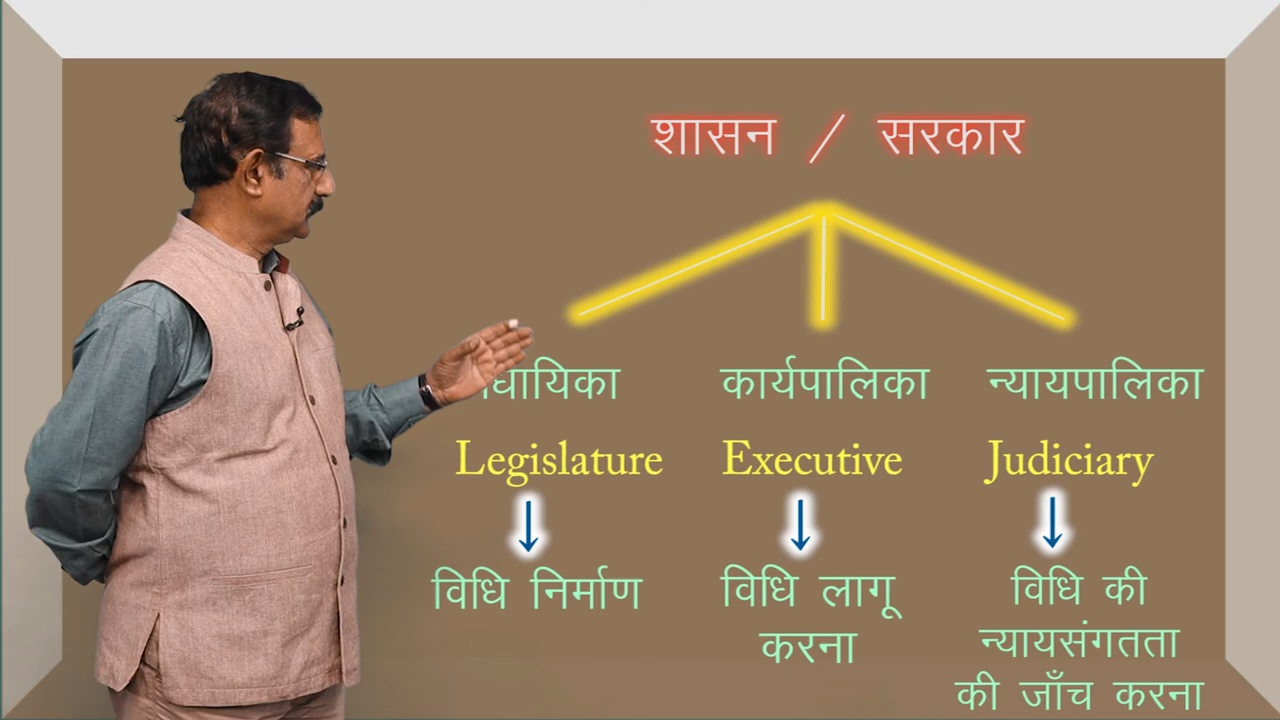 शासन / सरकार
कार्यपालिका न्यायपालिका
Legislature Executive Judiciary
↓ ↓ ↓
विधि निर्माण विधि लागू करना विधि की न्यायसंगतता की जाँच करना